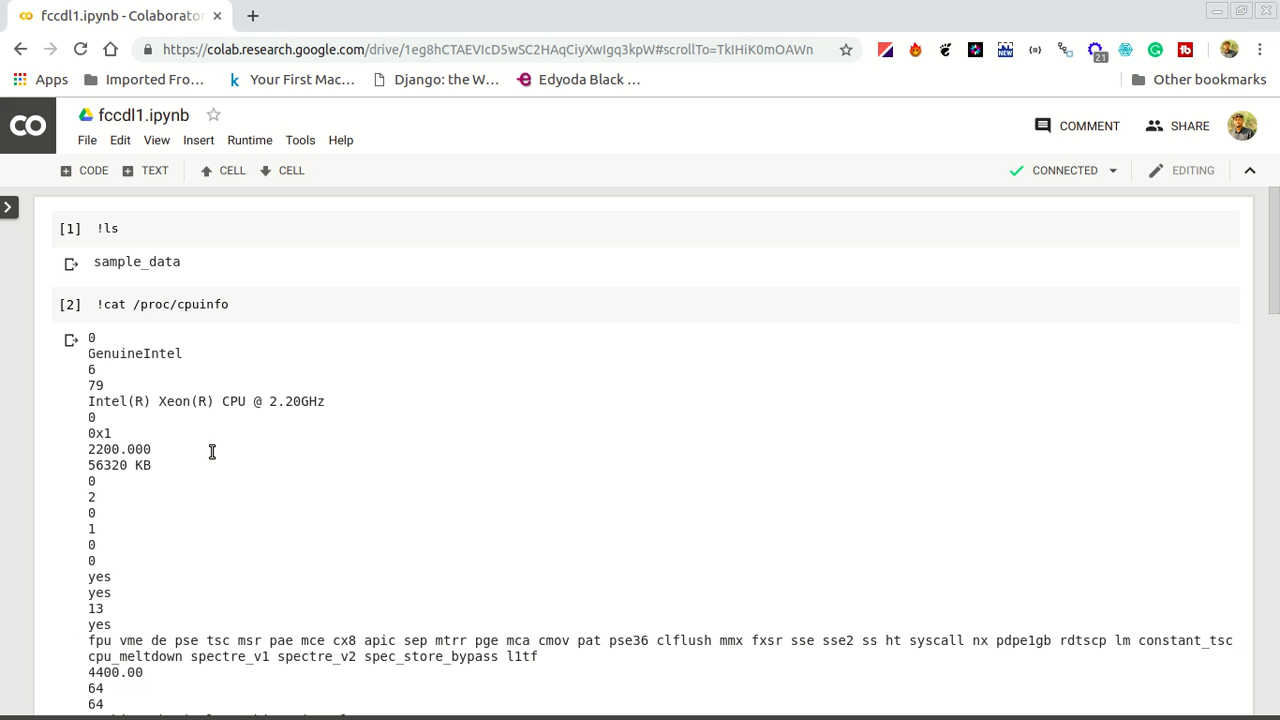 fccdl1.ipynb - Colaborator
https://colab.research.google.com/drive/1eg8hCTAEVIcD5wSC2HAqCiyXwIgq3kpW#scrollTo=TkIHiK0mOAWn
21
Apps Imported Fro... Your First Mac... Django: the W... Edyoda Black ... Other bookmarks
CO fccdl1.ipynb
File Edit View Insert Runtime Tools Help
COMMENT SHARE
CODE TEXT CELL CELL CONNECTED EDITING
[1] !ls
sample_data
[2] !cat /proc/cpuinfo
0
GenuineIntel
6
79
Intel(R) Xeon(R) CPU @ 2.20GHz
0
0x1
2200.000
56320 KB
0
2
0
1
0
0
yes
yes
13
yes
fpu vme de pse tsc msr pae mce cx8 apic sep mtrr pge mca cmov pat pse36 clflush mmx fxsr sse sse2 ss ht syscall nx pdpe1gb rdtscp lm constant_tsc
cpu_meltdown spectre_v1 spectre_v2 spec_store_bypass l1tf
4400.00
64
64